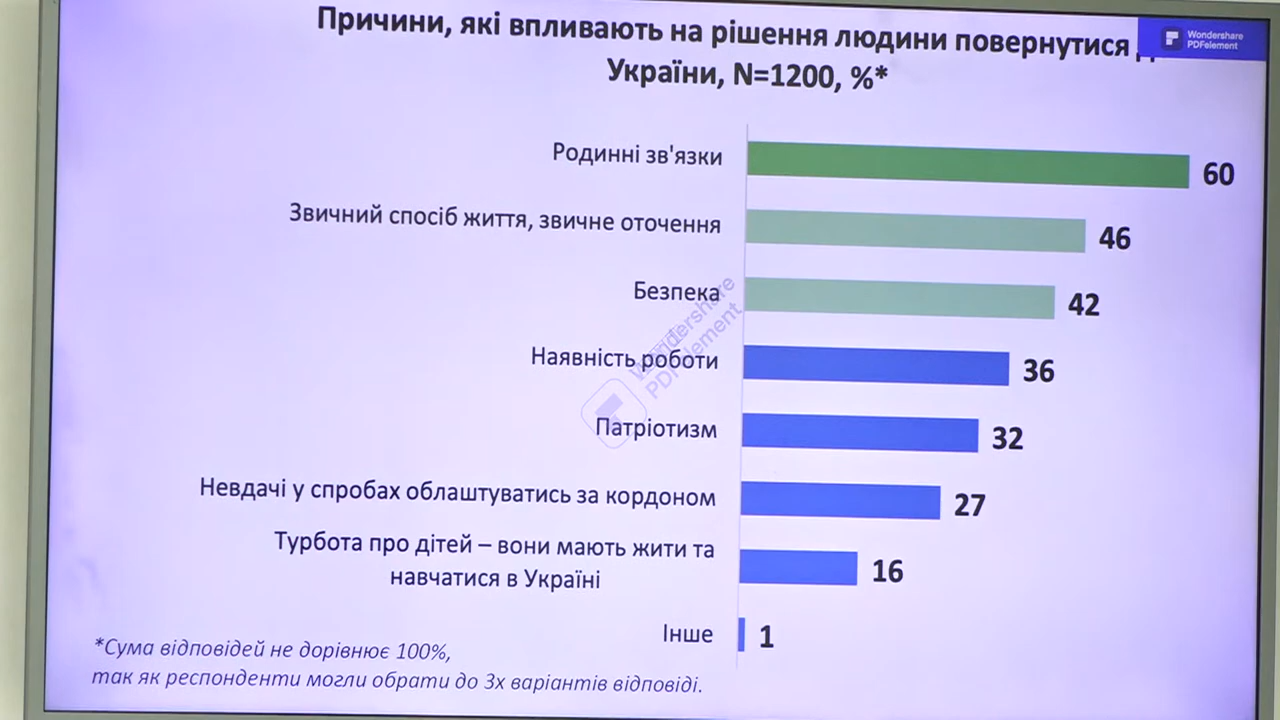 Причини, які впливають на рішення людини повернутися
України, N=1200, %*
Wondershare
PDFelement
Родинні зв'язки
60
Звичний спосіб життя, звичне оточення
46
Безпека
42
Наявність роботи
36
Wondershare
PDFelement
Патріотизм
32
Невдачі у спробах облаштуватись за кордоном
27
Турбота про дітей – вони мають жити та
навчатися в Україні
16
Інше
1
*Сума відповідей не дорівнює 100%,
так як респонденти могли обрати до 3х варіантів відповіді.